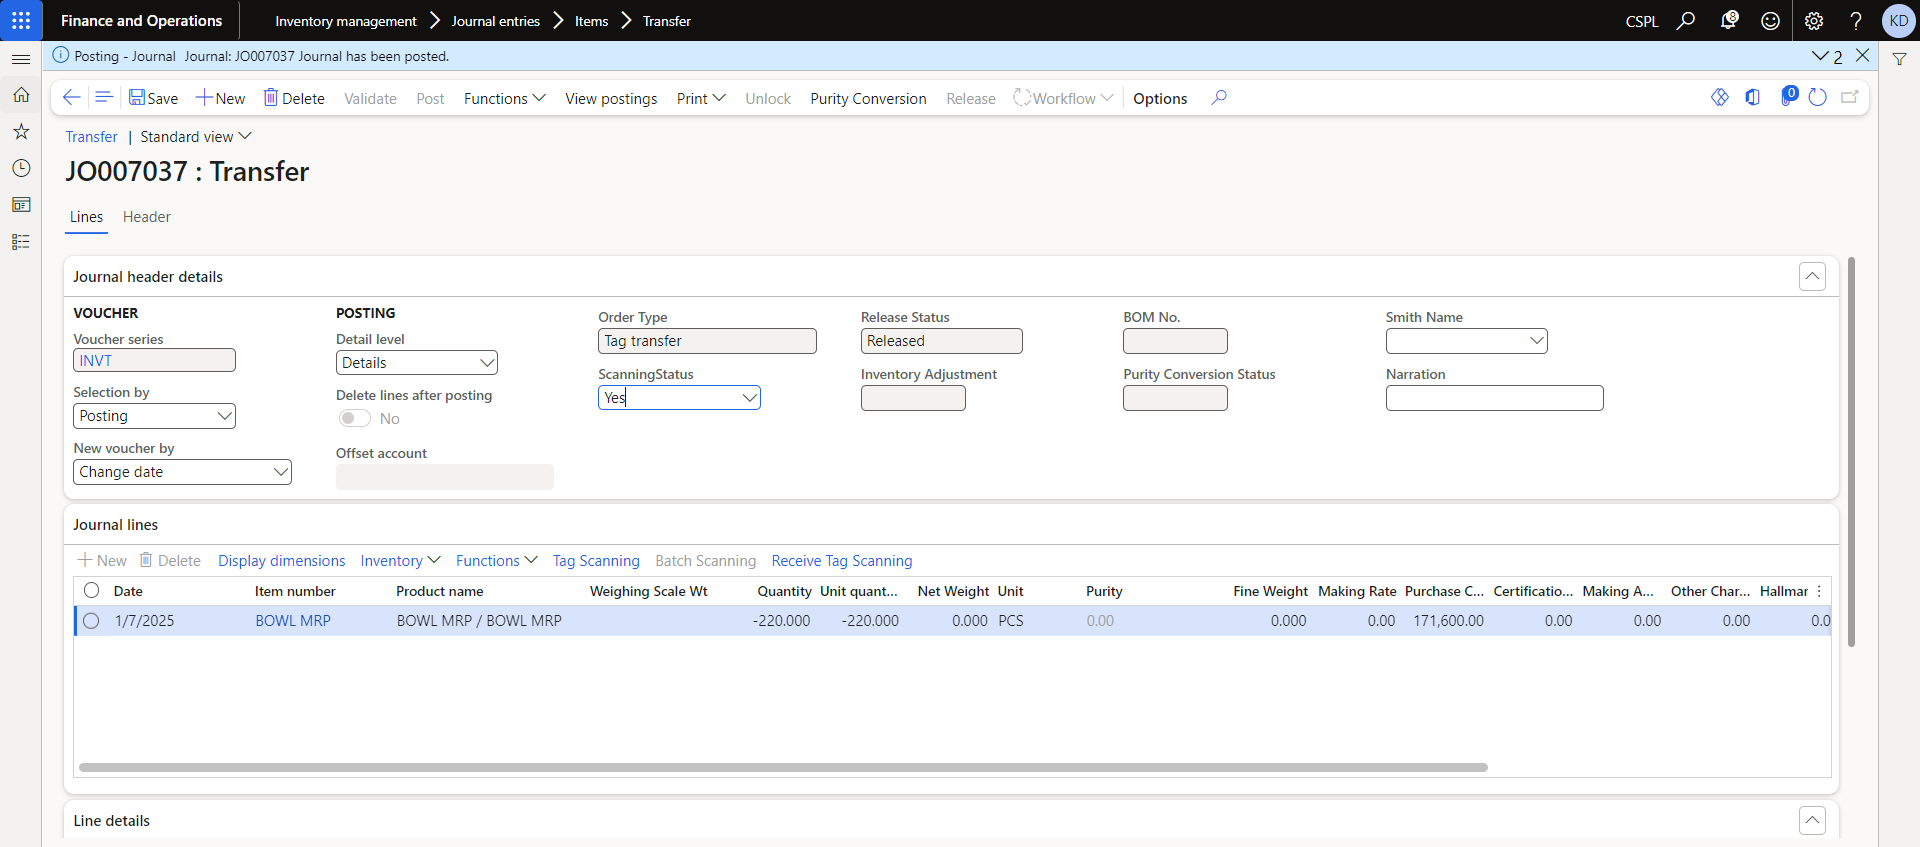 Finance and Operations Inventory management Journal entries Items Transfer CSPL 8 ? KD
Posting - Journal Journal: JO007037 Journal has been posted. 2
Save New Delete Validate Post Functions View postings Print Unlock Purity Conversion Release Workflow Options 0
Transfer | Standard view
JO007037 : Transfer
Lines Header
Journal header details
VOUCHER
Voucher series
INVT
Selection by
Posting
New voucher by
Change date
POSTING
Detail level
Details
Delete lines after posting
No
Offset account
Order Type
Tag transfer
ScanningStatus
Yes
Release Status
Released
Inventory Adjustment
BOM No.
Purity Conversion Status
Smith Name
Narration
Journal lines
New Delete Display dimensions Inventory Functions Tag Scanning Batch Scanning Receive Tag Scanning
Date Item number Product name Weighing Scale Wt Quantity Unit quant... Net Weight Unit Purity Fine Weight Making Rate Purchase C... Certificatio... Making A... Other Char... Hallmar
1/7/2025 BOWL MRP BOWL MRP / BOWL MRP -220.000 -220.000 0.000 PCS 0.00 0.000 0.00 171,600.00 0.00 0.00 0.00 0.0
Line details